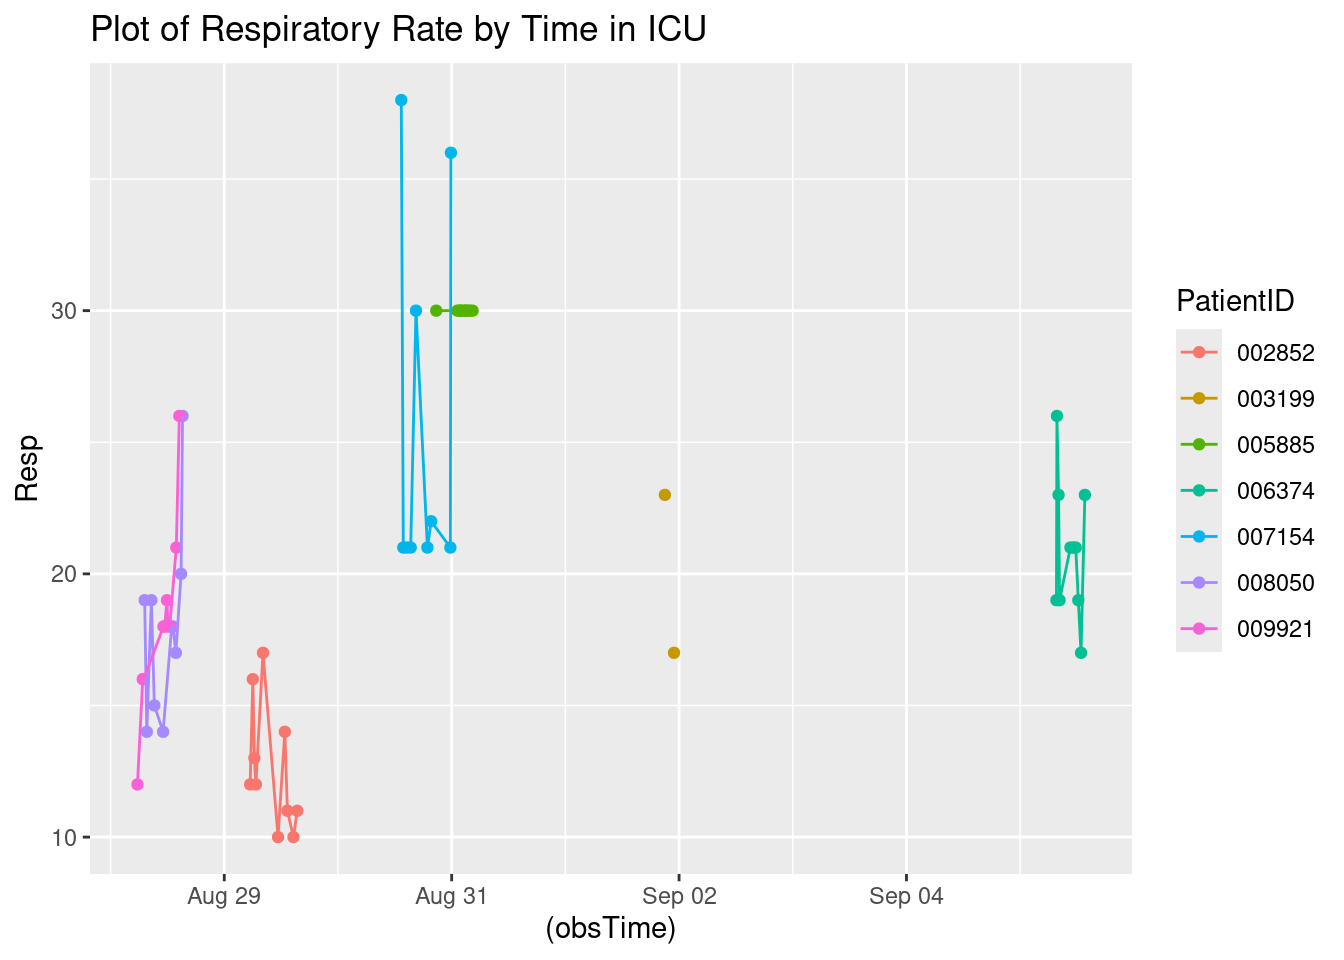 Plot of Respiratory Rate by Time in ICU
Resp
30
20
10
Aug 29 Aug 31 Sep 02 Sep 04
(obsTime)
PatientID
002852
003199
005885
006374
007154
008050
009921